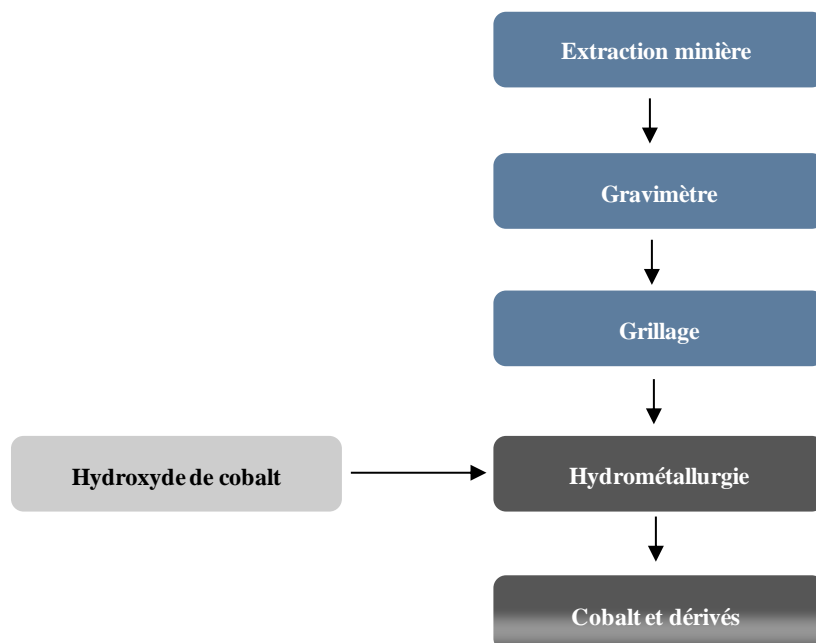 Extraction minière
Gravimètre
Grillage
Hydroxyde de cobalt
Hydrométallurgie
Cobalt et dérivés